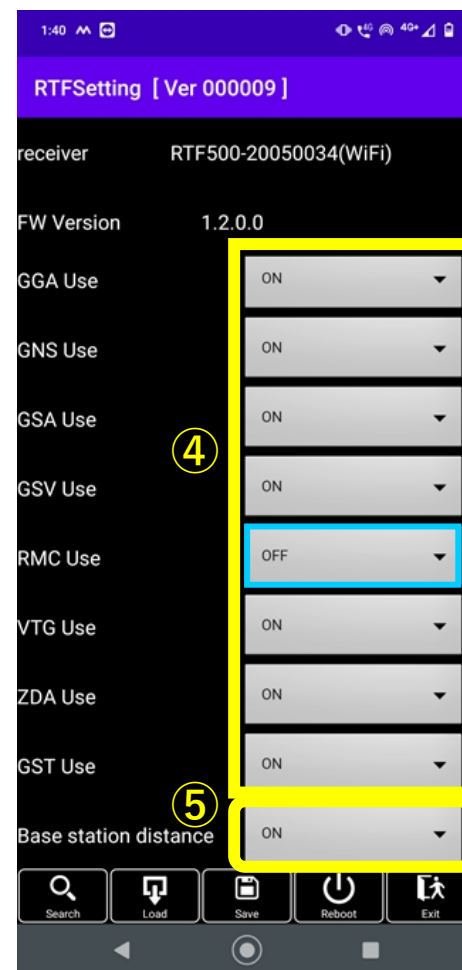 1:40 4G 4G+
RTFSetting [ Ver 000009 ]
receiver RTF500-20050034(WiFi)
FW Version 1.2.0.0
GGA Use ON
GNS Use ON
GSA Use ON
④
GSV Use ON
RMC Use OFF
VTG Use ON
ZDA Use ON
GST Use ON
⑤
Base station distance ON
Search Load Save Reboot Exit